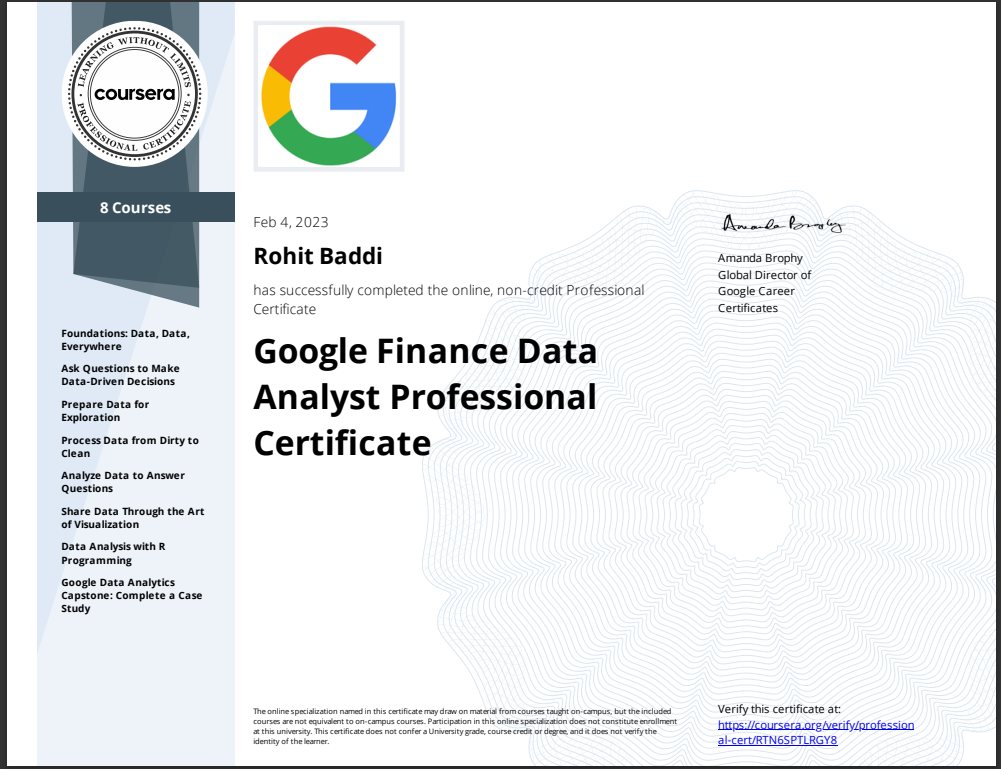 LEARNING WITHOUT LIMITS
coursera
PROFESSIONAL CERTIFICATE
8 Courses
Foundations: Data, Data,
Everywhere
Ask Questions to Make
Data-Driven Decisions
Prepare Data for
Exploration
Process Data from Dirty to
Clean
Analyze Data to Answer
Questions
Share Data Through the Art
of Visualization
Data Analysis with R
Programming
Google Data Analytics
Capstone: Complete a Case
Study
G
Feb 4, 2023
Rohit Baddi
has successfully completed the online, non-credit Professional
Certificate
Google Finance Data
Analyst Professional
Certificate
Amanda Brophy
Amanda Brophy
Global Director of
Google Career
Certificates
The online specialization named in this certificate may draw on material from courses taught on-campus, but the included
courses are not equivalent to on-campus courses. Participation in this online specialization does not constitute enrollment
at this university. This certificate does not confer a University grade, course credit or degree, and it does not verify the
identity of the learner.
Verify this certificate at:
https://coursera.org/verify/profession
al-cert/RTN6SPTLRGY8